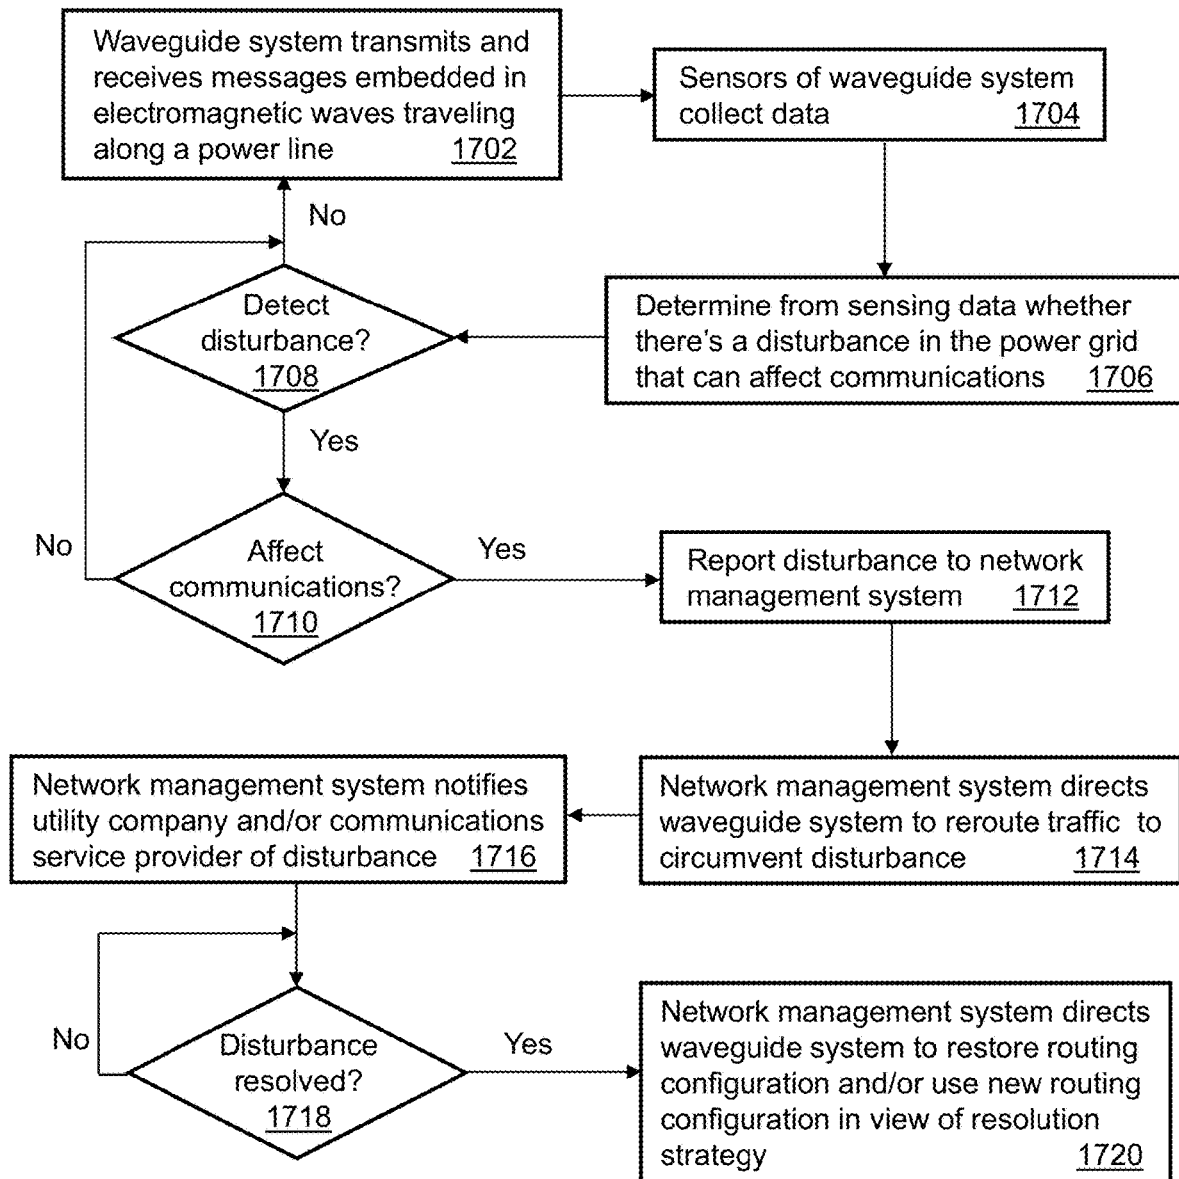 Waveguide system transmits and
receives messages embedded in
electromagnetic waves traveling
along a power line 1702
Sensors of waveguide system
collect data 1704
No
Detect
disturbance?
1708
Determine from sensing data whether
there's a disturbance in the power grid
that can affect communications 1706
Yes
No
Affect
communications?
1710
Yes
Report disturbance to network
management system 1712
Network management system directs
waveguide system to reroute traffic to
circumvent disturbance 1714
Network management system notifies
utility company and/or communications
service provider of disturbance 1716
No
Disturbance
resolved?
1718
Yes
Network management system directs
waveguide system to restore routing
configuration and/or use new routing
configuration in view of resolution
strategy 1720